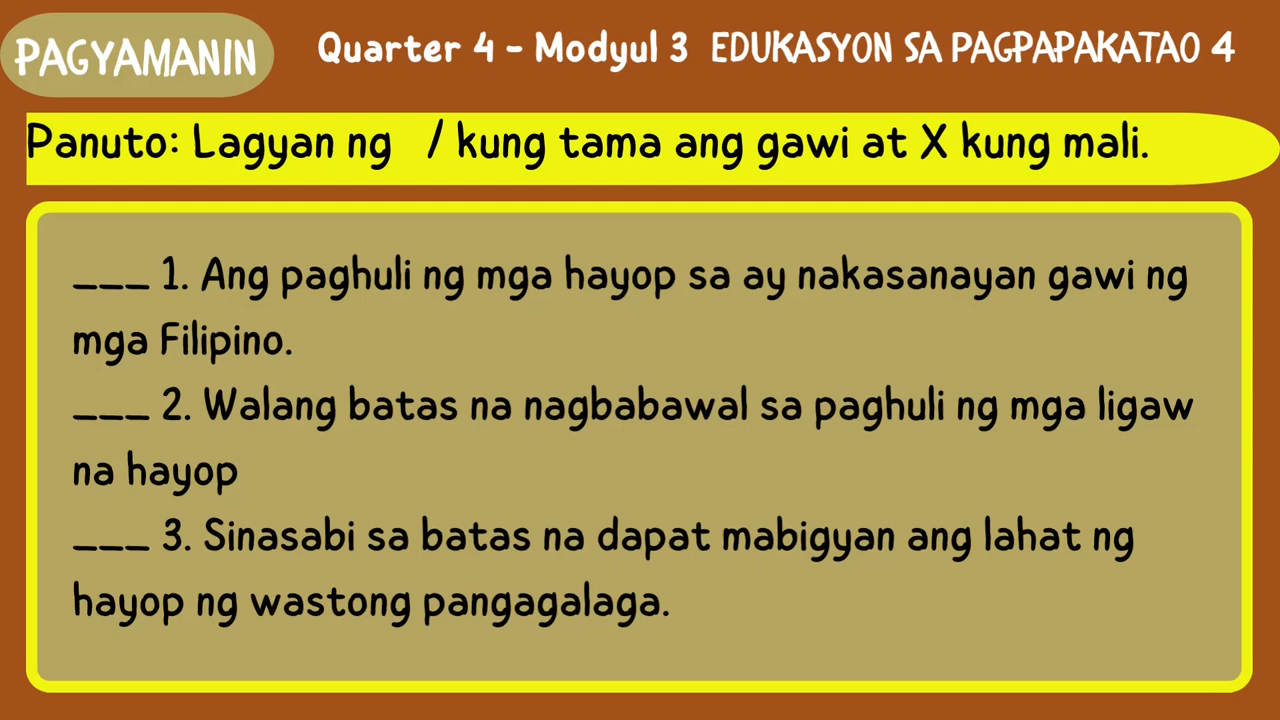 PAGYAMANIN
Quarter 4 - Modyul 3 EDUKASYON SA PAGPAPAKATAO 4
Panuto: Lagyan ng / kung tama ang gawi at X kung mali.
___ 1. Ang paghuli ng mga hayop sa ay nakasanayan gawi ng
mga Filipino.
___ 2. Walang batas na nagbabawal sa paghuli ng mga ligaw
na hayop
___ 3. Sinasabi sa batas na dapat mabigyan ang lahat ng
hayop ng wastong pangagalaga.